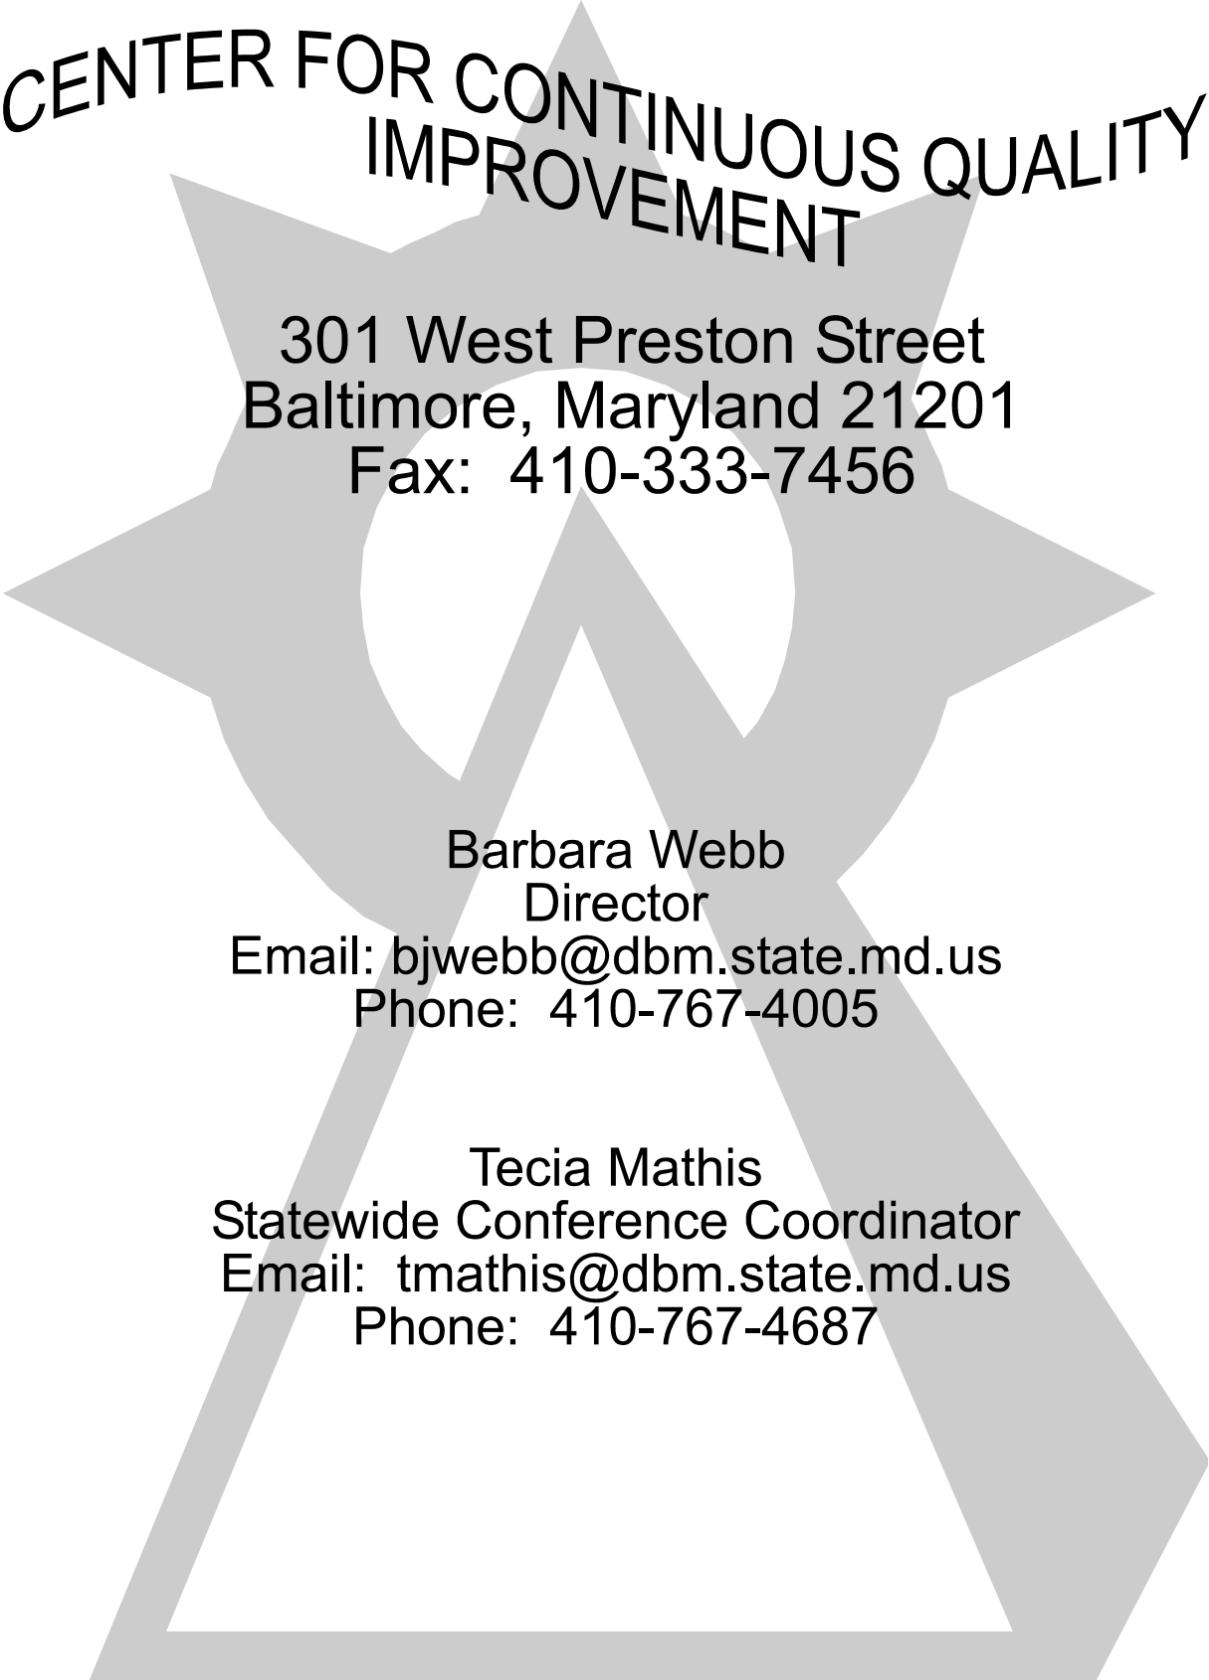 CENTER FOR CONTINUOUS QUALITY
IMPROVEMENT
301 West Preston Street
Baltimore, Maryland 21201
Fax:  410-333-7456
Barbara Webb
Director
Email: bjwebb@dbm.state.md.us
Phone:  410-767-4005
Tecia Mathis
Statewide Conference Coordinator
Email:  tmathis@dbm.state.md.us
Phone:  410-767-4687